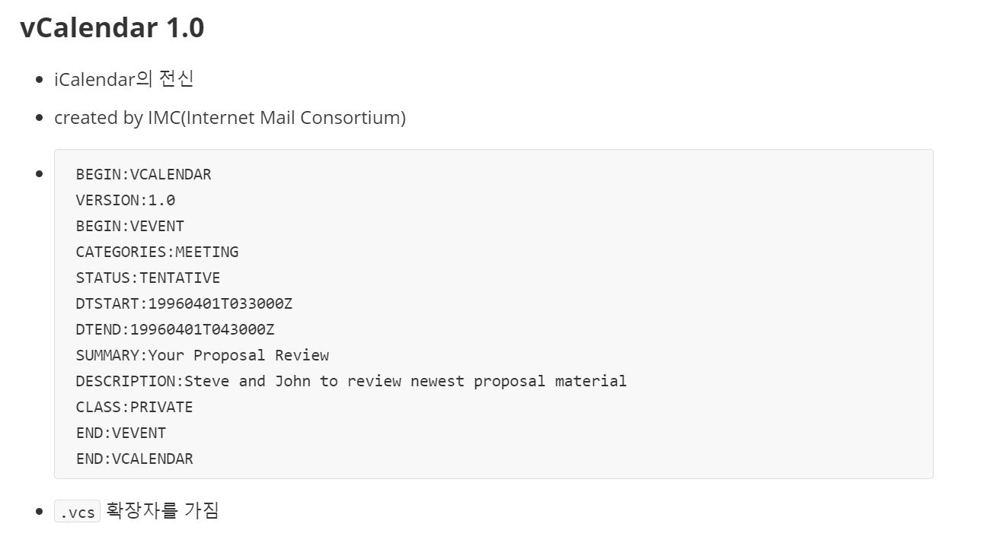 vCalendar 1.0
iCalendar의 전신
created by IMC(Internet Mail Consortium)
BEGIN:VCALENDAR
VERSION:1.0
BEGIN:VEVENT
CATEGORIES:MEETING
STATUS:TENTATIVE
DTSTART:19960401T033000Z
DTEND:19960401T043000Z
SUMMARY:Your Proposal Review
DESCRIPTION:Steve and John to review newest proposal material
CLASS:PRIVATE
END:VEVENT
END:VCALENDAR
.vcs 확장자를 가짐